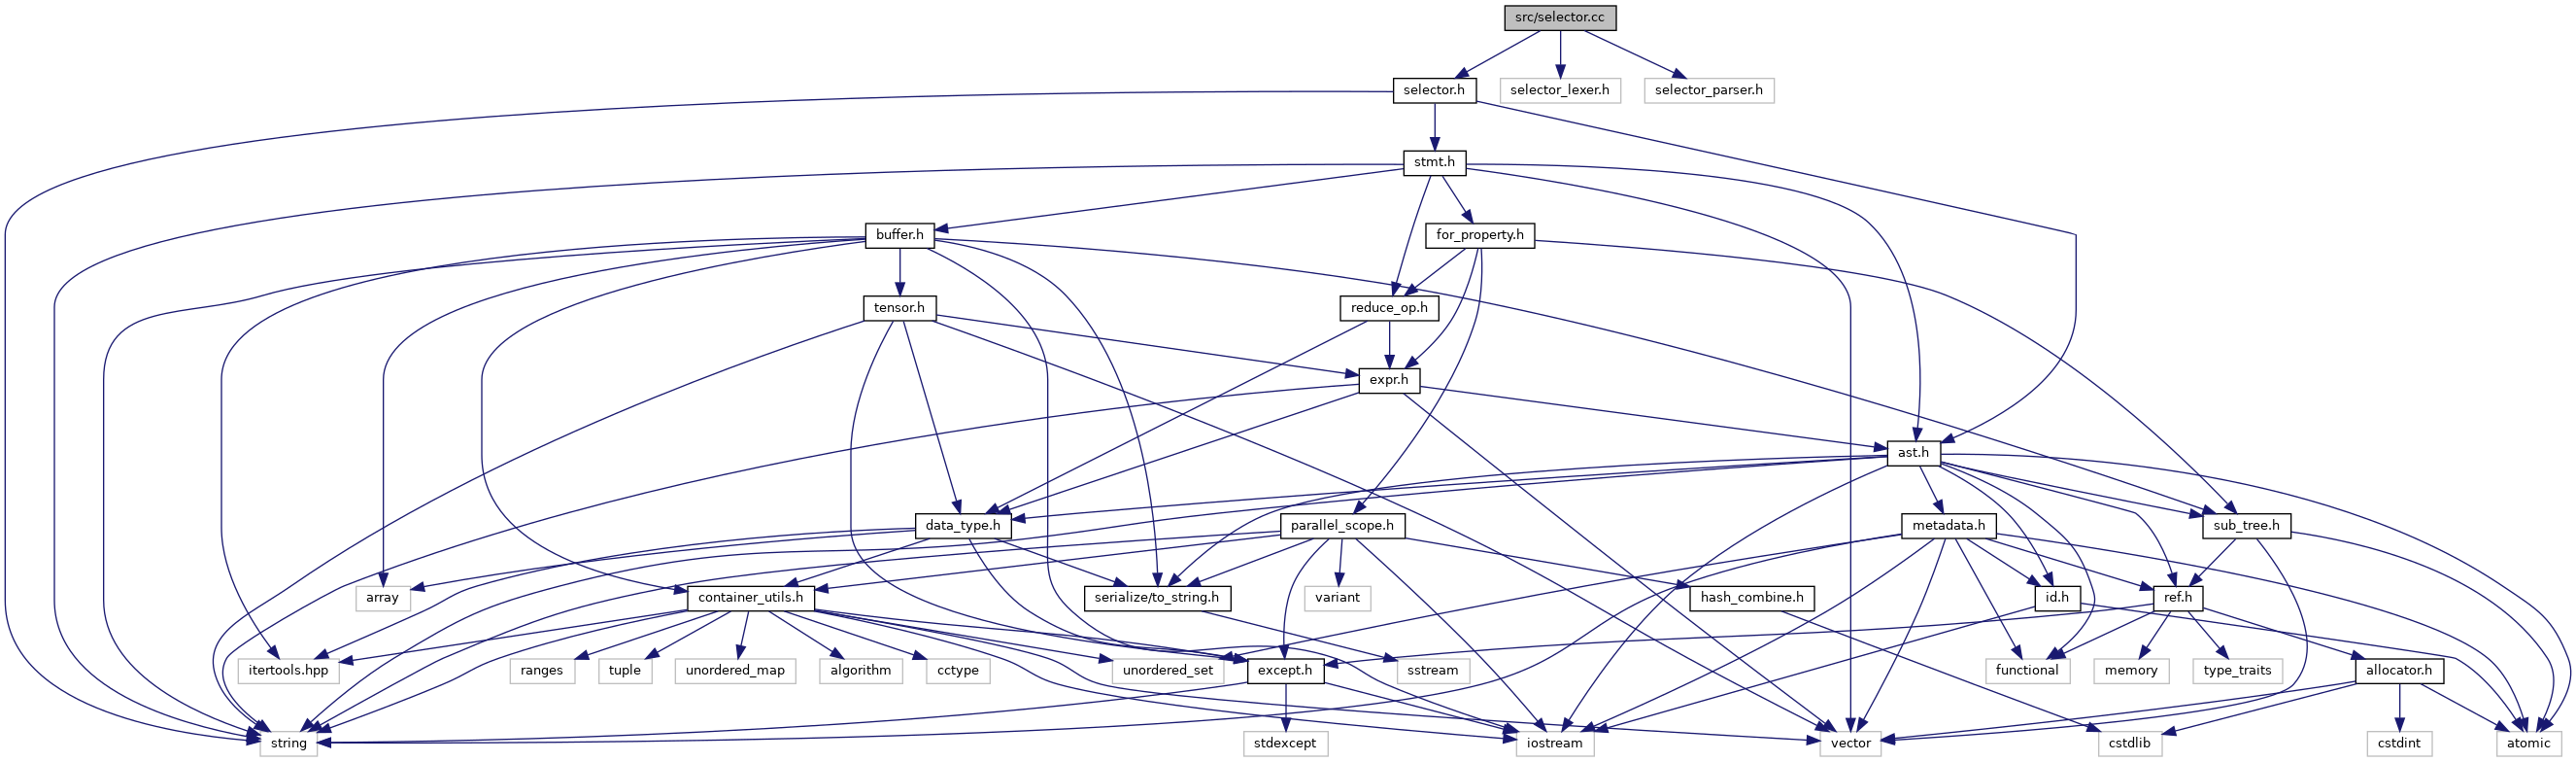 src/selector.cc
selector.h
selector_lexer.h
selector_parser.h
stmt.h
buffer.h
for_property.h
tensor.h
reduce_op.h
expr.h
ast.h
data_type.h
parallel_scope.h
metadata.h
sub_tree.h
array
container_utils.h
serialize/to_string.h
variant
hash_combine.h
id.h
ref.h
itertools.hpp
ranges
tuple
unordered_map
algorithm
cctype
unordered_set
except.h
sstream
functional
memory
type_traits
allocator.h
string
stdexcept
iostream
vector
cstdlib
cstdint
atomic